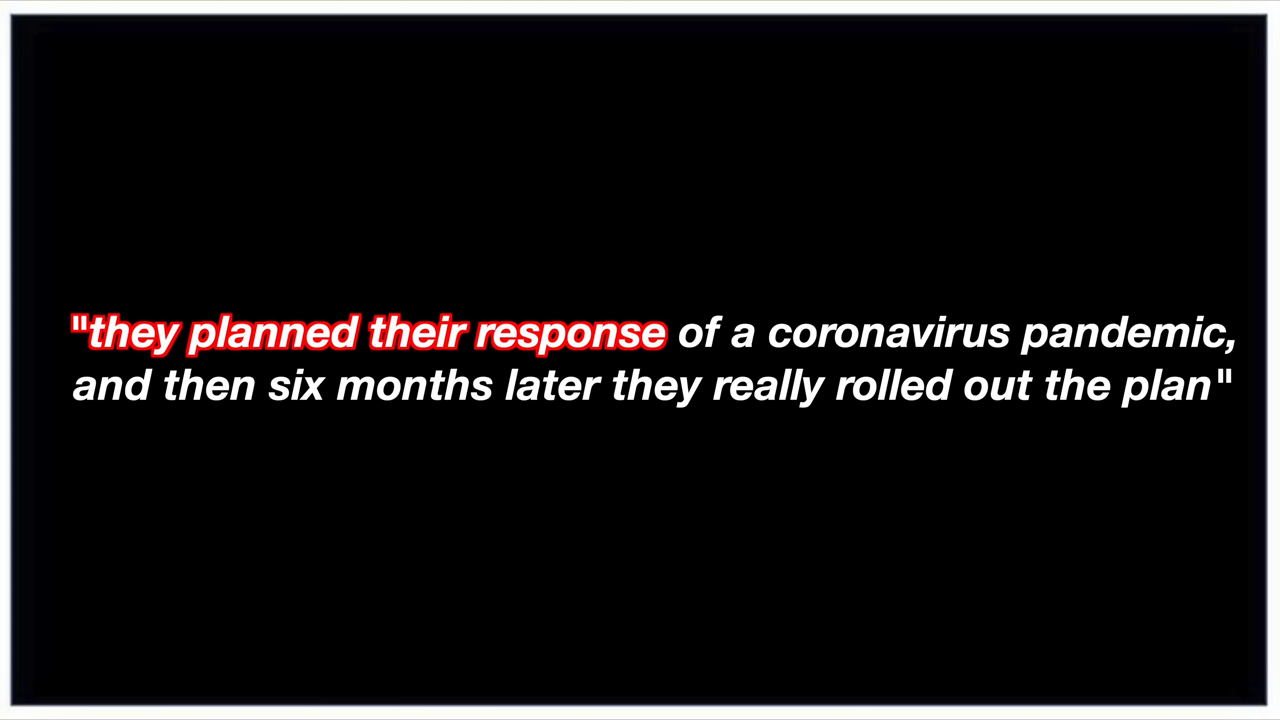 "they planned their response of a coronavirus pandemic,
and then six months later they really rolled out the plan"